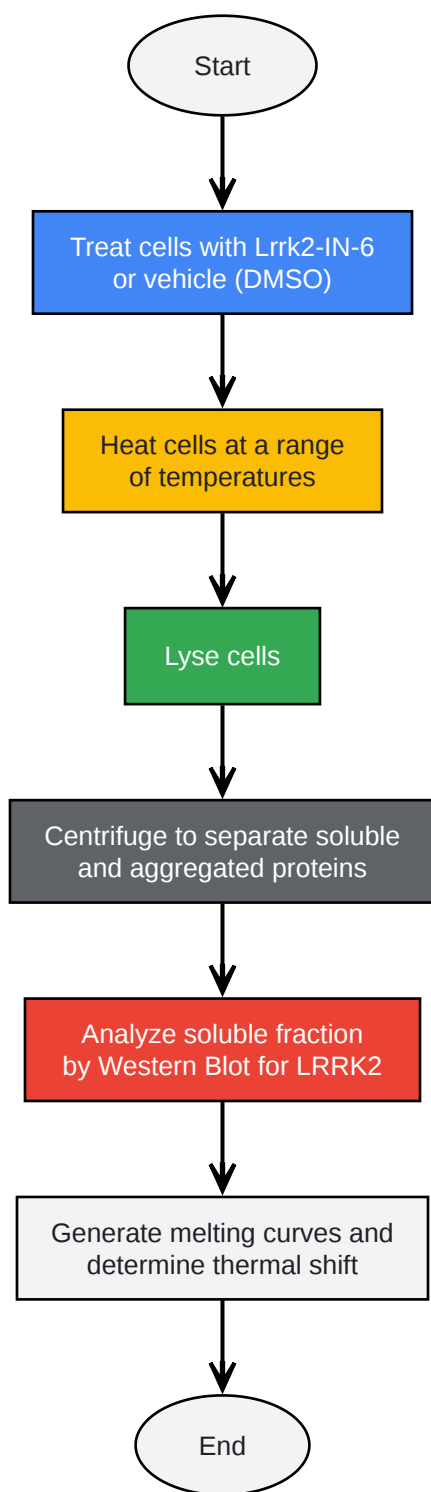 Start
Treat cells with Lrrk2-IN-6
or vehicle (DMSO)
Heat cells at a range
of temperatures
Lyse cells
Centrifuge to separate soluble
and aggregated proteins
Analyze soluble fraction
by Western Blot for LRRK2
Generate melting curves and
determine thermal shift
End